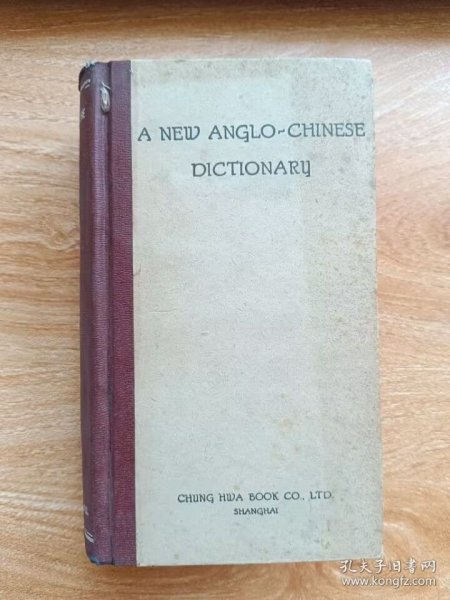 A NEW ANGLO-CHINESE
DICTIONARY
CHUNG HWA BOOK CO., LTD.
SHANGHAI
孔夫子旧书网
www.kongfz.com